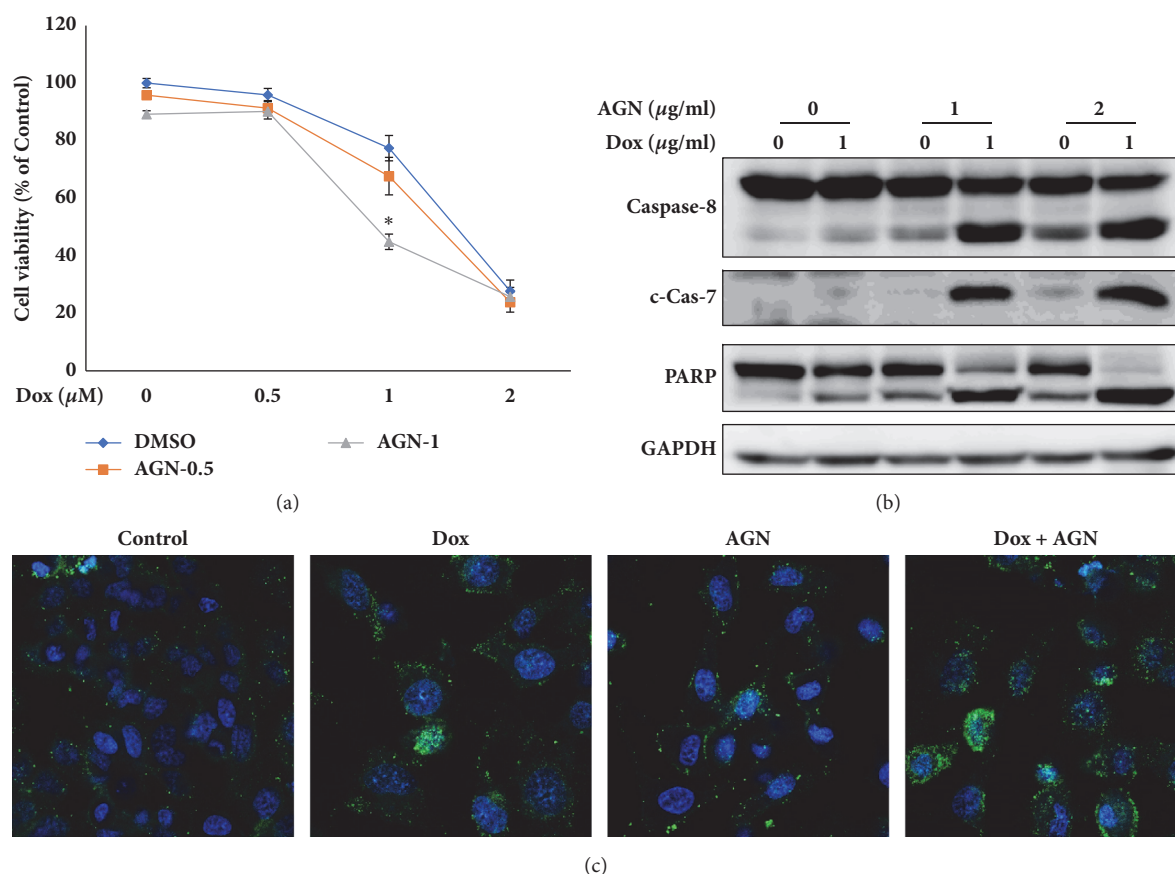 120
100
80
60
40
20
0
Cell viability (% of Control)
*
Dox (µM) 0 0.5 1 2
DMSO AGN-1
AGN-0.5
(a)
AGN (µg/ml) 0 1 2
Dox (µg/ml) 0 1 0 1 0 1
Caspase-8
c-Cas-7
PARP
GAPDH
(b)
Control Dox AGN Dox + AGN
(c)